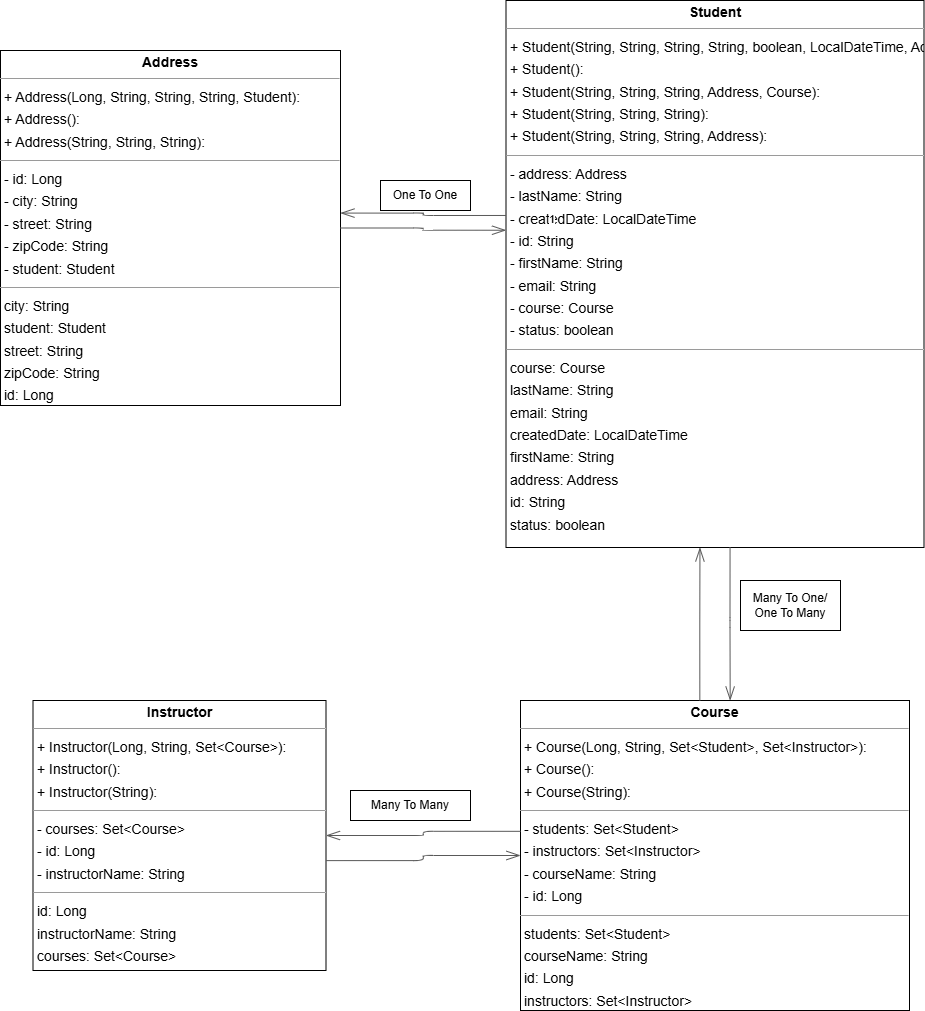 Address
+ Address(Long, String, String, String, Student):
+ Address():
+ Address(String, String, String):
- id: Long
- city: String
- street: String
- zipCode: String
- student: Student
city: String
student: Student
street: String
zipCode: String
id: Long
One To One
Student
+ Student(String, String, String, String, boolean, LocalDateTime, Ad
+ Student():
+ Student(String, String, String, Address, Course):
+ Student(String, String, String):
+ Student(String, String, String, Address):
- address: Address
- lastName: String
- createdDate: LocalDateTime
- id: String
- firstName: String
- email: String
- course: Course
- status: boolean
course: Course
lastName: String
email: String
createdDate: LocalDateTime
firstName: String
address: Address
id: String
status: boolean
Many To One/
One To Many
Instructor
+ Instructor(Long, String, Set<Course>):
+ Instructor():
+ Instructor(String):
- courses: Set<Course>
- id: Long
- instructorName: String
id: Long
instructorName: String
courses: Set<Course>
Many To Many
Course
+ Course(Long, String, Set<Student>, Set<Instructor>):
+ Course():
+ Course(String):
- students: Set<Student>
- instructors: Set<Instructor>
- courseName: String
- id: Long
students: Set<Student>
courseName: String
id: Long
instructors: Set<Instructor>